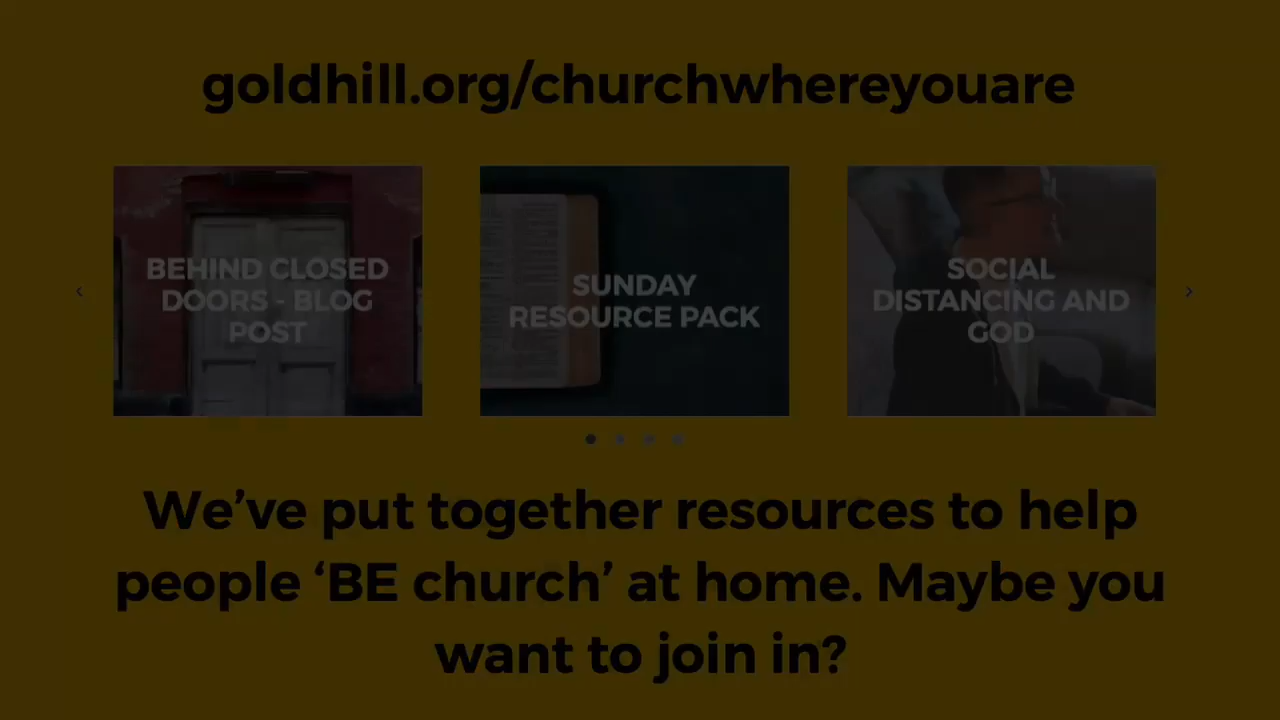 goldhill.org/churchwhereyouare
BEHIND CLOSED
DOORS - BLOG
POST
SUNDAY
RESOURCE PACK
SOCIAL
DISTANCING AND
GOD
We’ve put together resources to help
people ‘BE church’ at home. Maybe you
want to join in?